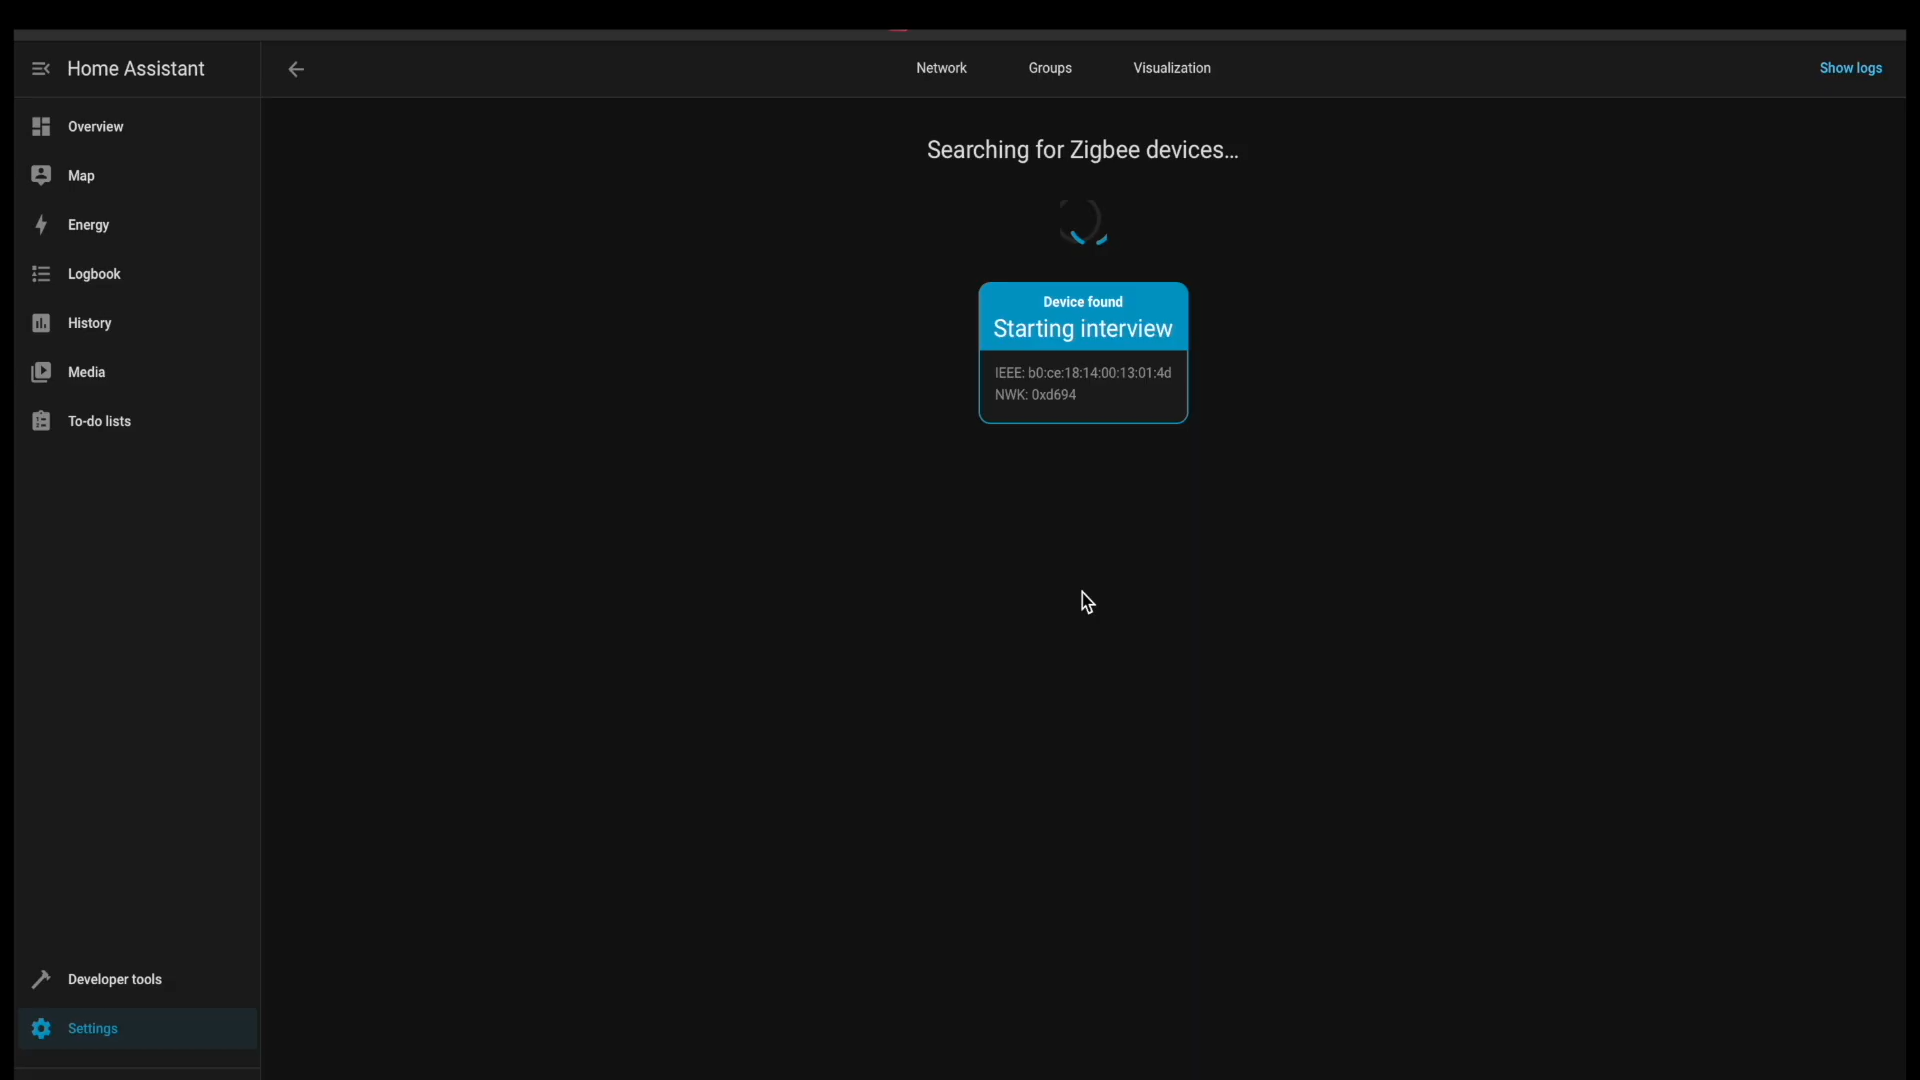 Home Assistant
Network
Groups
Visualization
Show logs
Overview
Map
Energy
Logbook
History
Media
To-do lists
Developer tools
Settings
Searching for Zigbee devices...
Device found
Starting interview
IEEE: b0:ce:18:14:00:13:01:4d
NWK: 0xd694